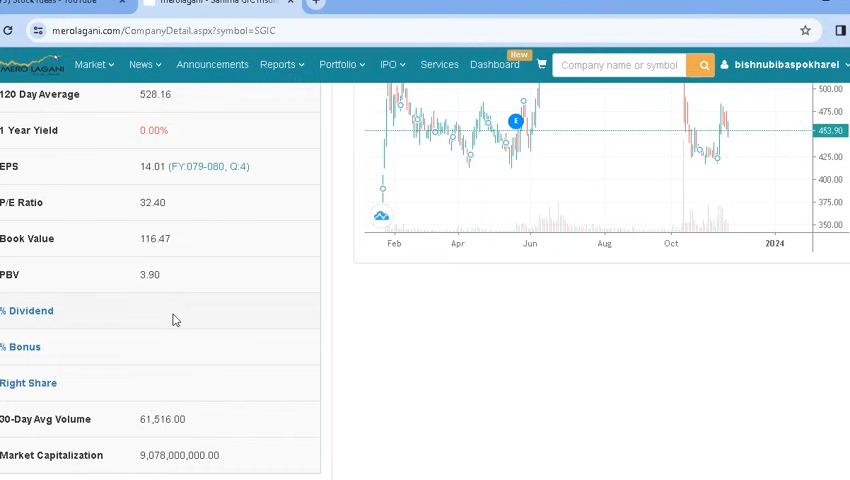 merolagani.com/CompanyDetail.aspx?symbol=SGIC
MERO LAGANI
Market
News
Announcements
Reports
Portfolio
IPO
Services
Dashboard
New
Company name or symbol
bishnubibaspokharel
120 Day Average 528.16
1 Year Yield 0.00%
EPS 14.01 (FY:079-080, Q:4)
P/E Ratio 32.40
Book Value 116.47
PBV 3.90
% Dividend
% Bonus
Right Share
30-Day Avg Volume 61,516.00
Market Capitalization 9,078,000,000.00
500.00
475.00
453.90
425.00
400.00
375.00
350.00
E
Feb Apr Jun Aug Oct 2024